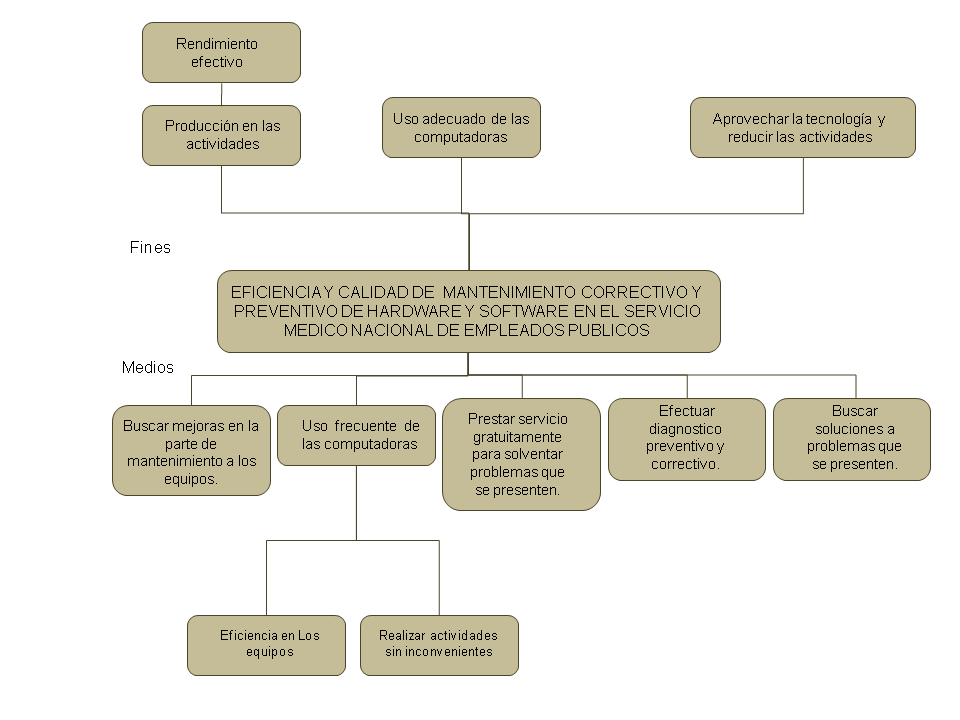 Rendimiento
efectivo
Producción en las
actividades
Uso adecuado de las
computadoras
Aprovechar la tecnología y
reducir las actividades
Fines
EFICIENCIA Y CALIDAD DE MANTENIMIENTO CORRECTIVO Y
PREVENTIVO DE HARDWARE Y SOFTWARE EN EL SERVICIO
MEDICO NACIONAL DE EMPLEADOS PUBLICOS
Medios
Buscar mejoras en la
parte de
mantenimiento a los
equipos.
Uso frecuente de
las computadoras
Prestar servicio
gratuitamente
para solventar
problemas que
se presenten.
Efectuar
diagnostico
preventivo y
correctivo.
Buscar
soluciones a
problemas que
se presenten.
Eficiencia en Los
equipos
Realizar actividades
sin inconvenientes